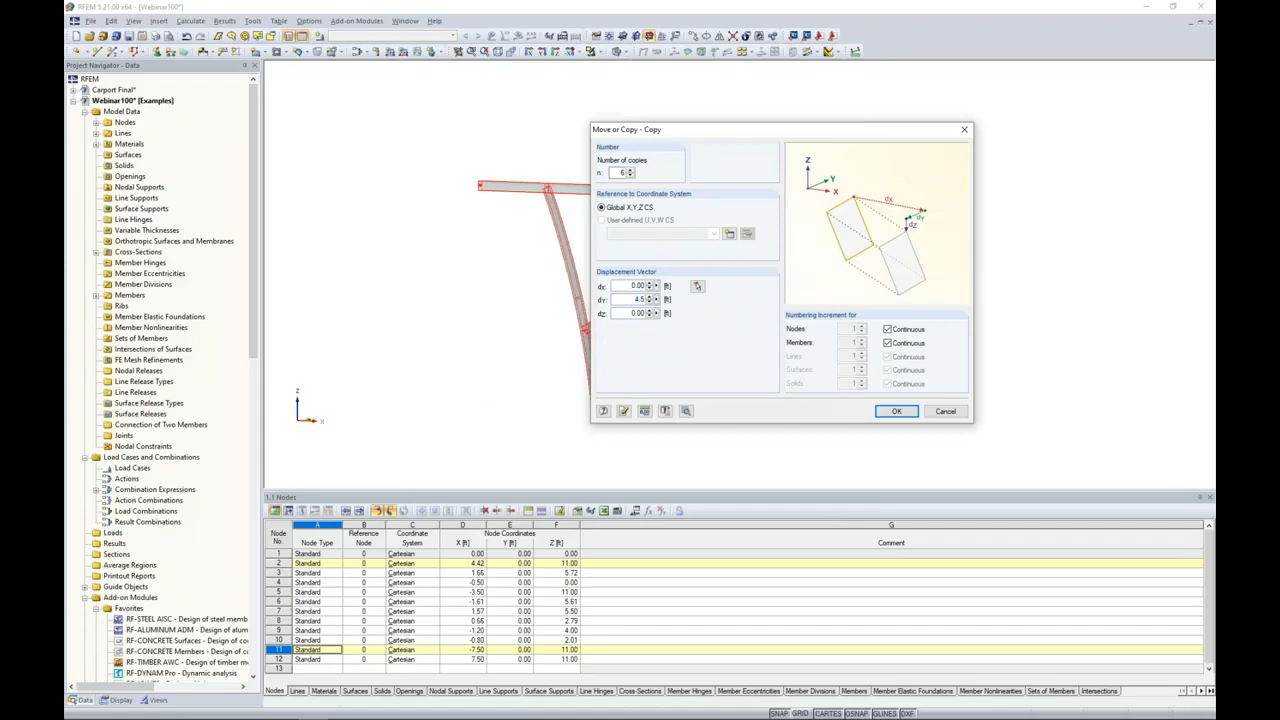 RFEM 5.21.00 x64 - [Webinar100*]
File Edit View Insert Calculate Results Tools Table Options Add-on Modules Window Help
Project Navigator - Data
RFEM
Carport Final*
Webinar100* [Examples]
Model Data
Nodes
Lines
Materials
Surfaces
Solids
Openings
Nodal Supports
Line Supports
Surface Supports
Line Hinges
Variable Thicknesses
Orthotropic Surfaces and Membranes
Cross-Sections
Member Hinges
Member Eccentricities
Member Divisions
Members
Ribs
Member Elastic Foundations
Member Nonlinearities
Sets of Members
Intersections of Surfaces
FE Mesh Refinements
Nodal Releases
Line Release Types
Line Releases
Surface Release Types
Surface Releases
Connection of Two Members
Joints
Nodal Constraints
Load Cases and Combinations
Load Cases
Actions
Combination Expressions
Action Combinations
Load Combinations
Result Combinations
Loads
Results
Sections
Average Regions
Printout Reports
Guide Objects
Add-on Modules
Favorites
RF-STEEL AISC - Design of steel memb
RF-ALUMINUM ADM - Design of alum
RF-CONCRETE Surfaces - Design of co
RF-CONCRETE Members - Design of co
RF-TIMBER AWC - Design of timber me
RF-DYNAM Pro - Dynamic analysis
Data Display Views
Z
X
Move or Copy - Copy
Number
Number of copies
n: 6
Reference to Coordinate System
Global X,Y,Z CS
User-defined U,V,W CS
Displacement Vector
dX: 0.00 [ft]
dY: 4.5 [ft]
dZ: 0.00 [ft]
Z
Y
X
dX
dY
dZ
Numbering Increment for
Nodes: 1 Continuous
Members: 1 Continuous
Lines 1 Continuous
Surfaces 1 Continuous
Solids 1 Continuous
OK Cancel
1.1 Nodes
A B C D E F G
Node Reference Coordinate Node Coordinates
No. Node Type Node System X [ft] Y [ft] Z [ft] Comment
1 Standard 0 Cartesian 0.00 0.00 0.00
2 Standard 0 Cartesian 4.42 0.00 11.00
3 Standard 0 Cartesian 1.66 0.00 5.72
4 Standard 0 Cartesian -0.50 0.00 0.00
5 Standard 0 Cartesian -3.50 0.00 11.00
6 Standard 0 Cartesian -1.61 0.00 5.61
7 Standard 0 Cartesian 1.57 0.00 5.50
8 Standard 0 Cartesian 0.66 0.00 2.79
9 Standard 0 Cartesian -1.20 0.00 4.00
10 Standard 0 Cartesian -0.80 0.00 2.01
11 Standard 0 Cartesian -7.50 0.00 11.00
12 Standard 0 Cartesian 7.50 0.00 11.00
13
Nodes Lines Materials Surfaces Solids Openings Nodal Supports Line Supports Surface Supports Line Hinges Cross-Sections Member Hinges Member Eccentricities Member Divisions Members Member Elastic Foundations Member Nonlinearities Sets of Members Intersections
SNAP GRID CARTES OSNAP GLINES DXF